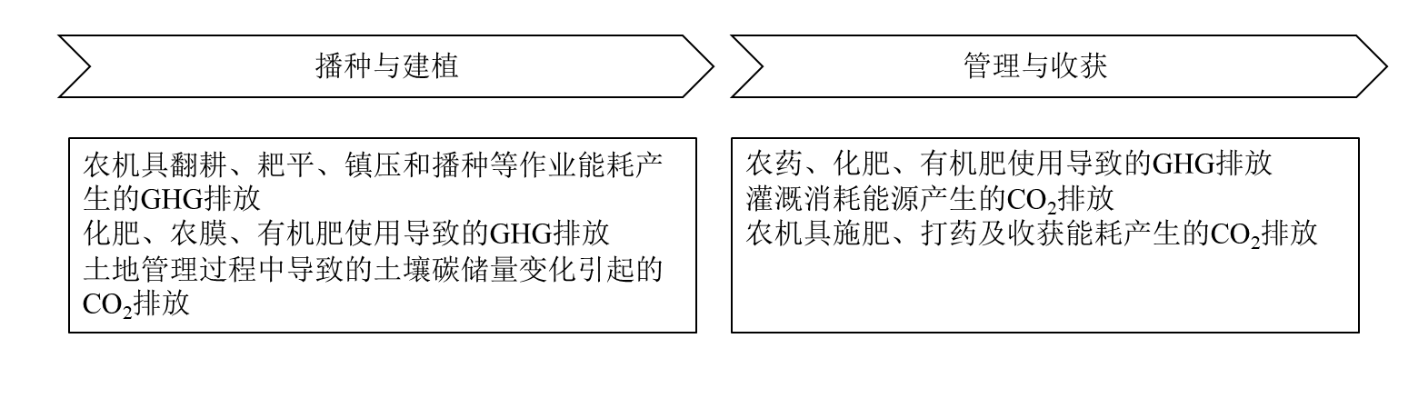 播种与建植
管理与收获
农机具翻耕、耙平、镇压和播种等作业能耗产
生的GHG排放
化肥、农膜、有机肥使用导致的GHG排放
土地管理过程中导致的土壤碳储量变化引起的
CO₂排放
农药、化肥、有机肥使用导致的GHG排放
灌溉消耗能源产生的CO₂排放
农机具施肥、打药及收获能耗产生的CO₂排放